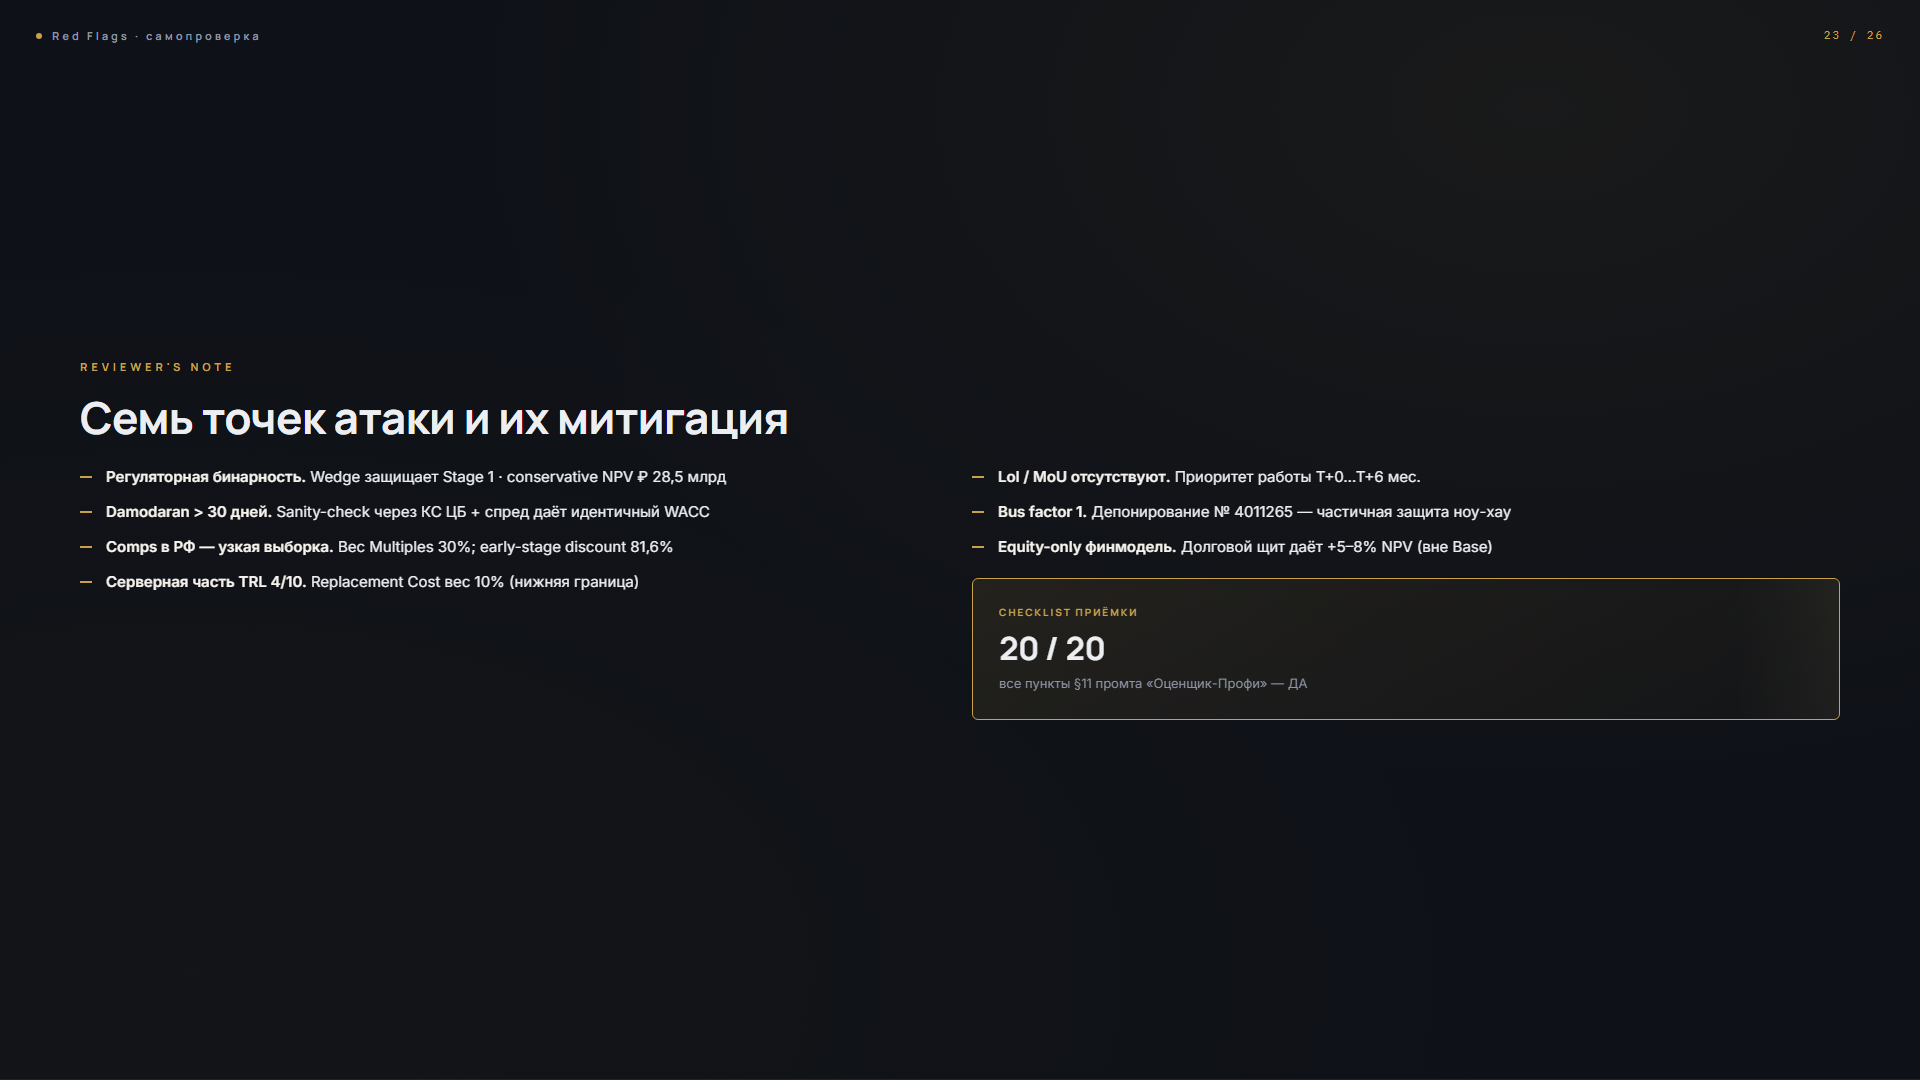 Red Flags · самопроверка
23 / 26
REVIEWER'S NOTE
Семь точек атаки и их митигация
— Регуляторная бинарность. Wedge защищает Stage 1 · conservative NPV ₽ 28,5 млрд
— Damodaran > 30 дней. Sanity-check через КС ЦБ + спред даёт идентичный WACC
— Comps в РФ — узкая выборка. Вес Multiples 30%; early-stage discount 81,6%
— Серверная часть TRL 4/10. Replacement Cost вес 10% (нижняя граница)
— LoI / MoU отсутствуют. Приоритет работы T+0…T+6 мес.
— Bus factor 1. Депонирование № 4011265 — частичная защита ноу-хау
— Equity-only финмодель. Долговой щит даёт +5–8% NPV (вне Base)
CHECKLIST ПРИЁМКИ
20 / 20
все пункты §11 промта «Оценщик-Профи» — ДА